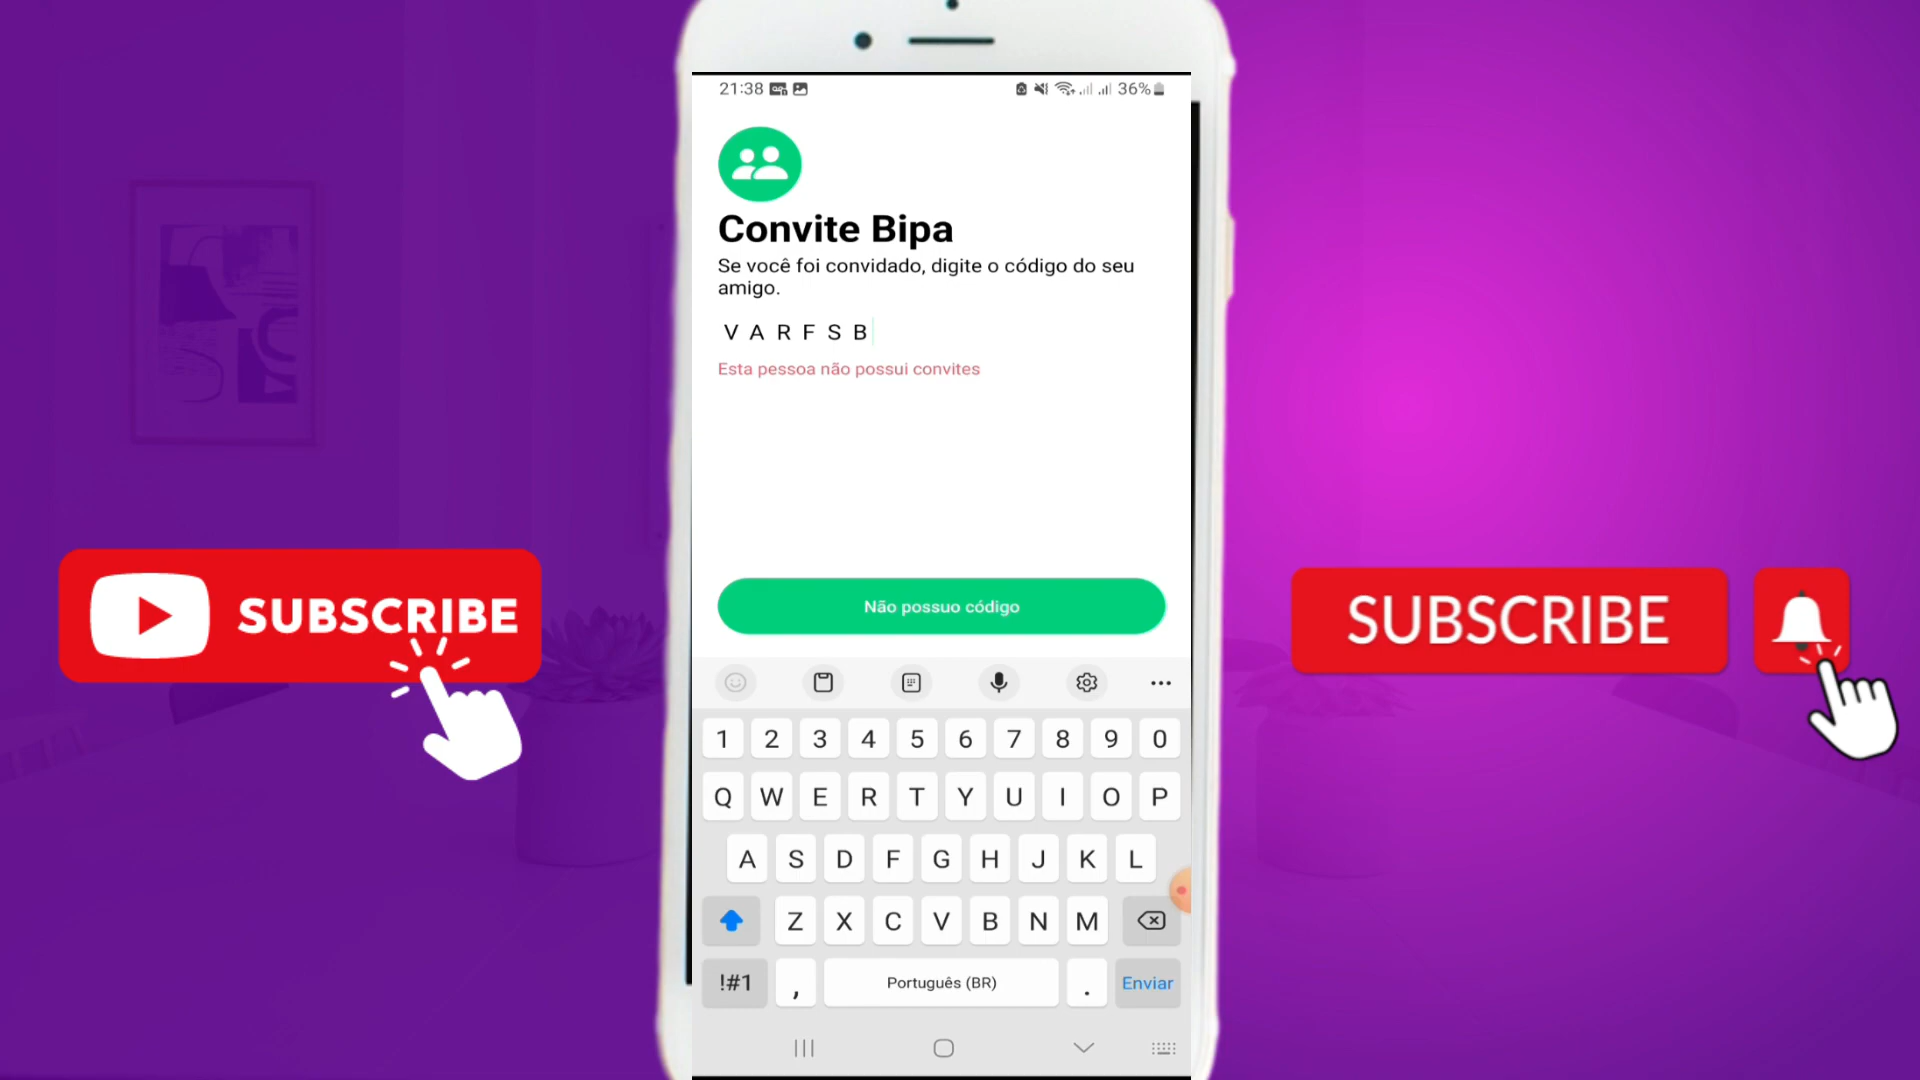 21:38
36%
Convite Bipa
Se você foi convidado, digite o código do seu
amigo.
V A R F S B
Esta pessoa não possui convites
Não possuo código
SUBSCRIBE
SUBSCRIBE
1 2 3 4 5 6 7 8 9 0
Q W E R T Y U I O P
A S D F G H J K L
Z X C V B N M
!#1 , Português (BR) . Enviar